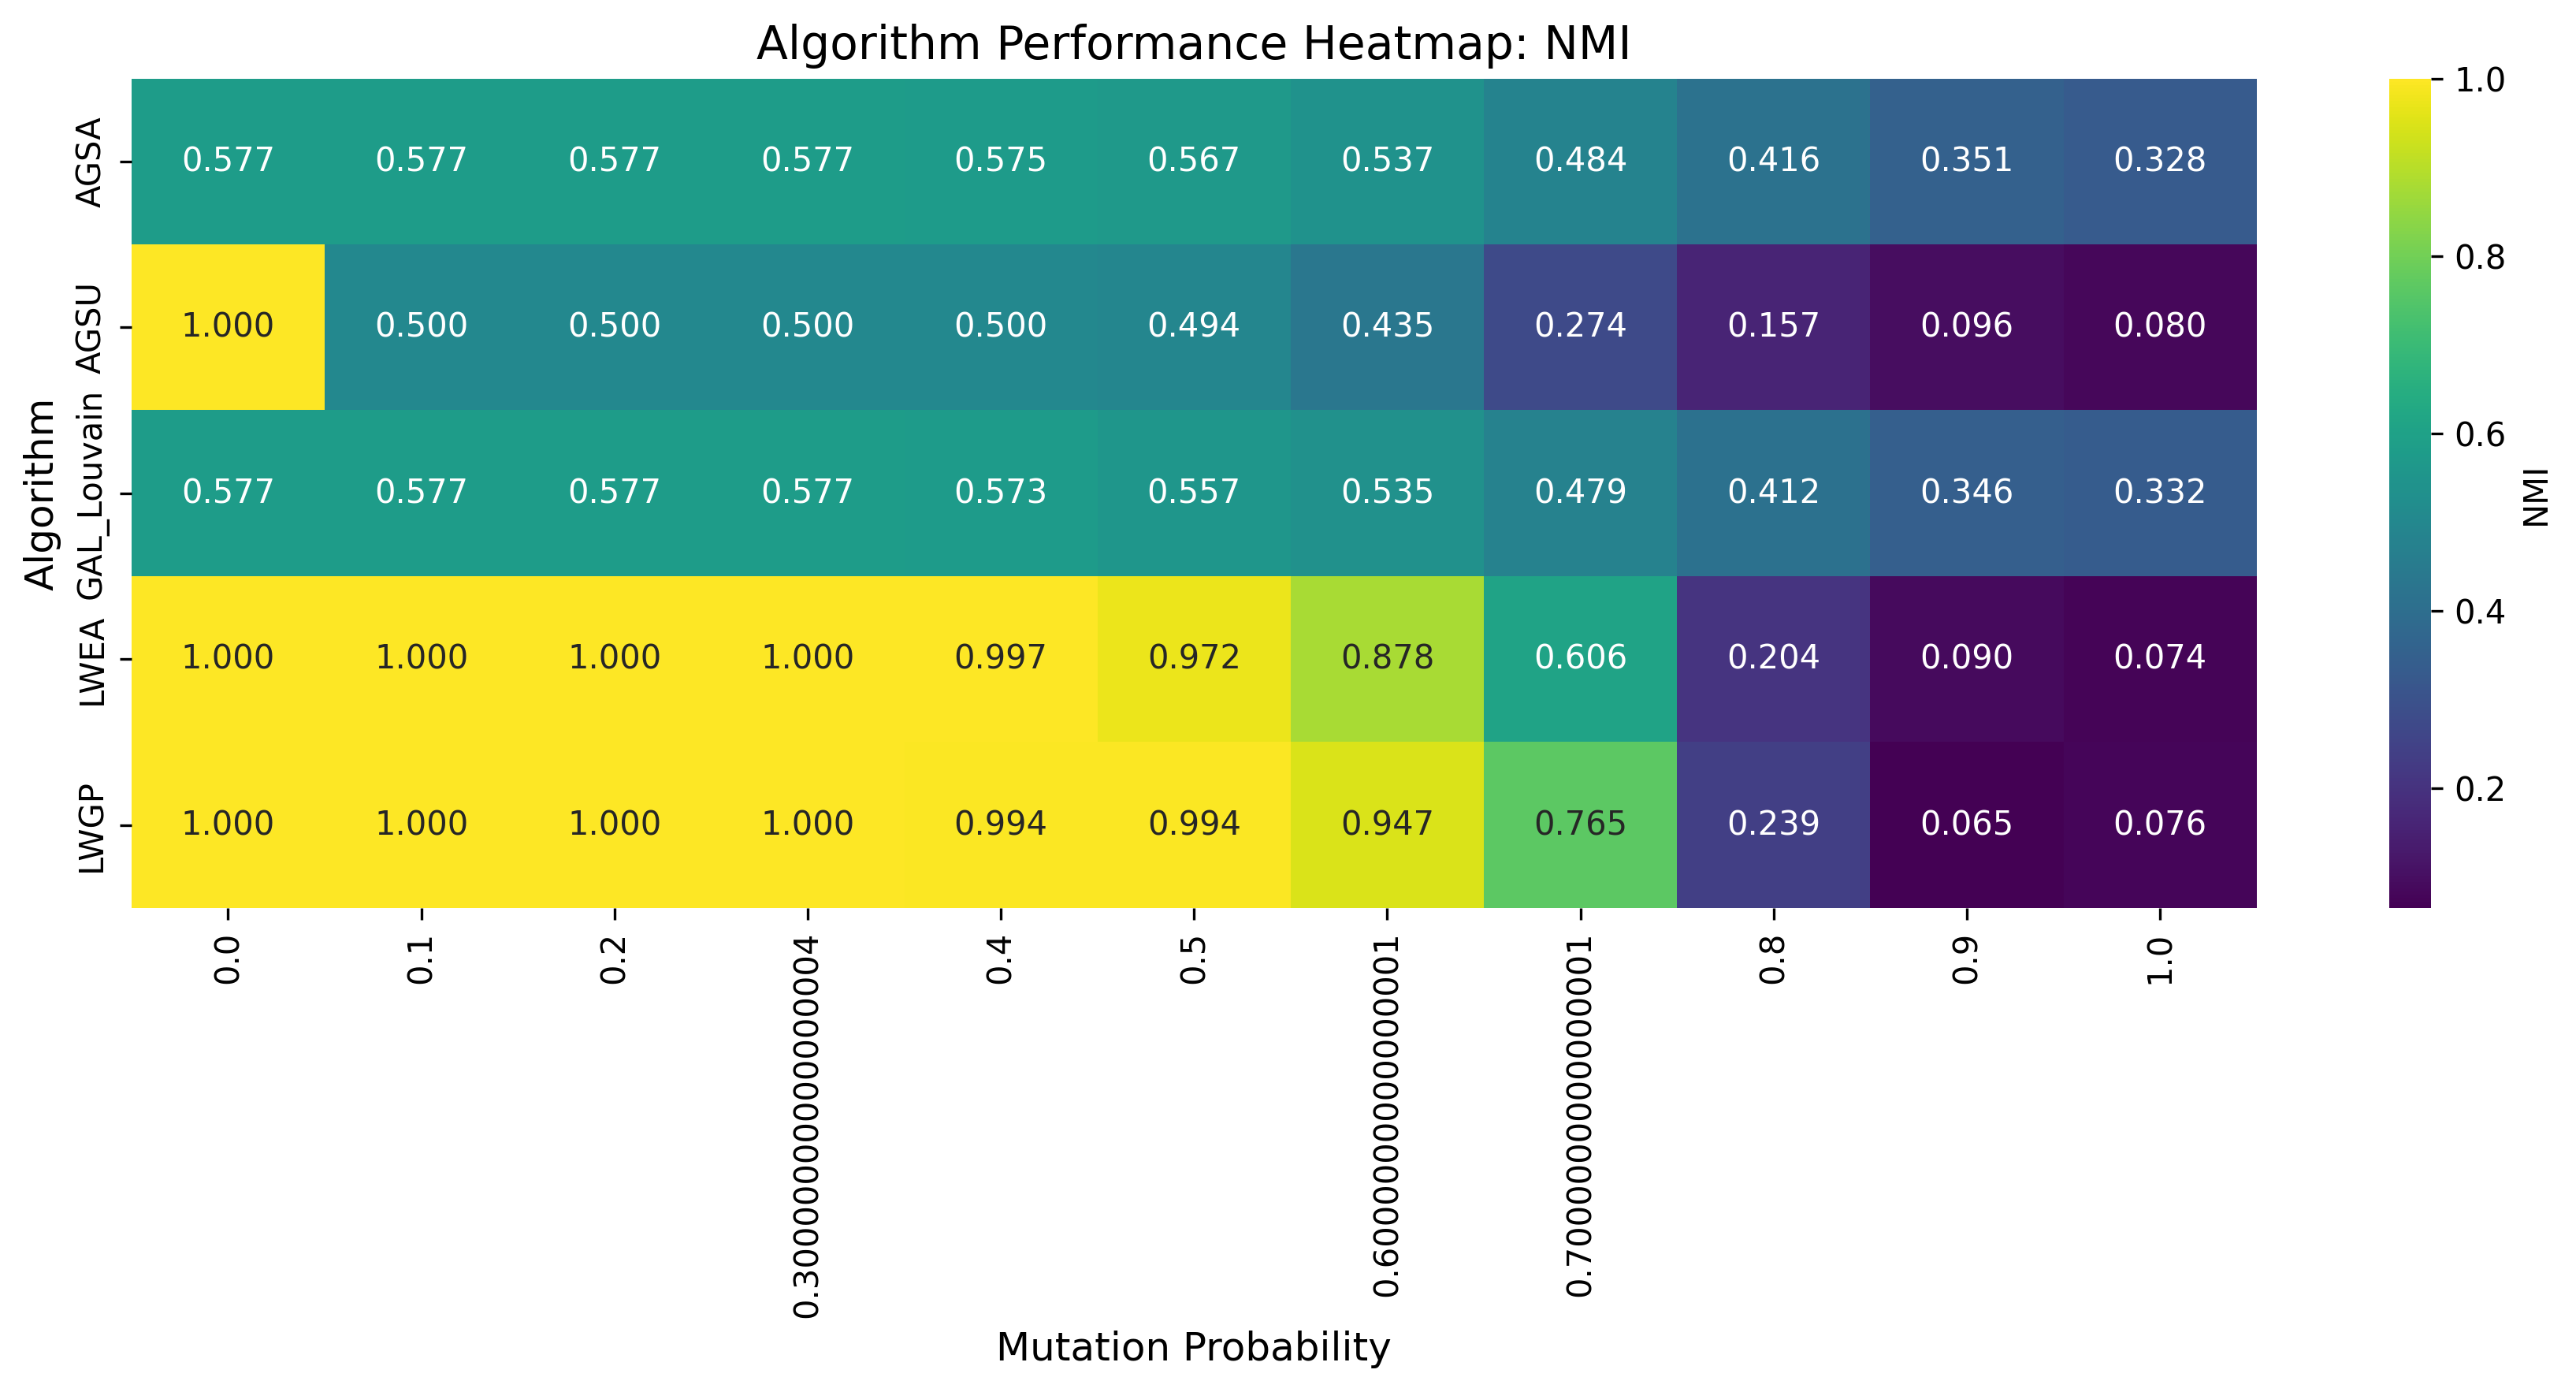 Algorithm Performance Heatmap: NMI
Algorithm
AGSA 0.577 0.577 0.577 0.577 0.575 0.567 0.537 0.484 0.416 0.351 0.328
AGSU 1.000 0.500 0.500 0.500 0.500 0.494 0.435 0.274 0.157 0.096 0.080
GAL_Louvain 0.577 0.577 0.577 0.577 0.573 0.557 0.535 0.479 0.412 0.346 0.332
LWEA 1.000 1.000 1.000 1.000 0.997 0.972 0.878 0.606 0.204 0.090 0.074
LWGP 1.000 1.000 1.000 1.000 0.994 0.994 0.947 0.765 0.239 0.065 0.076
0.0 0.1 0.2 0.30000000000000004 0.4 0.5 0.6000000000000001 0.7000000000000001 0.8 0.9 1.0
Mutation Probability
1.0
0.8
0.6
0.4
0.2
NMI